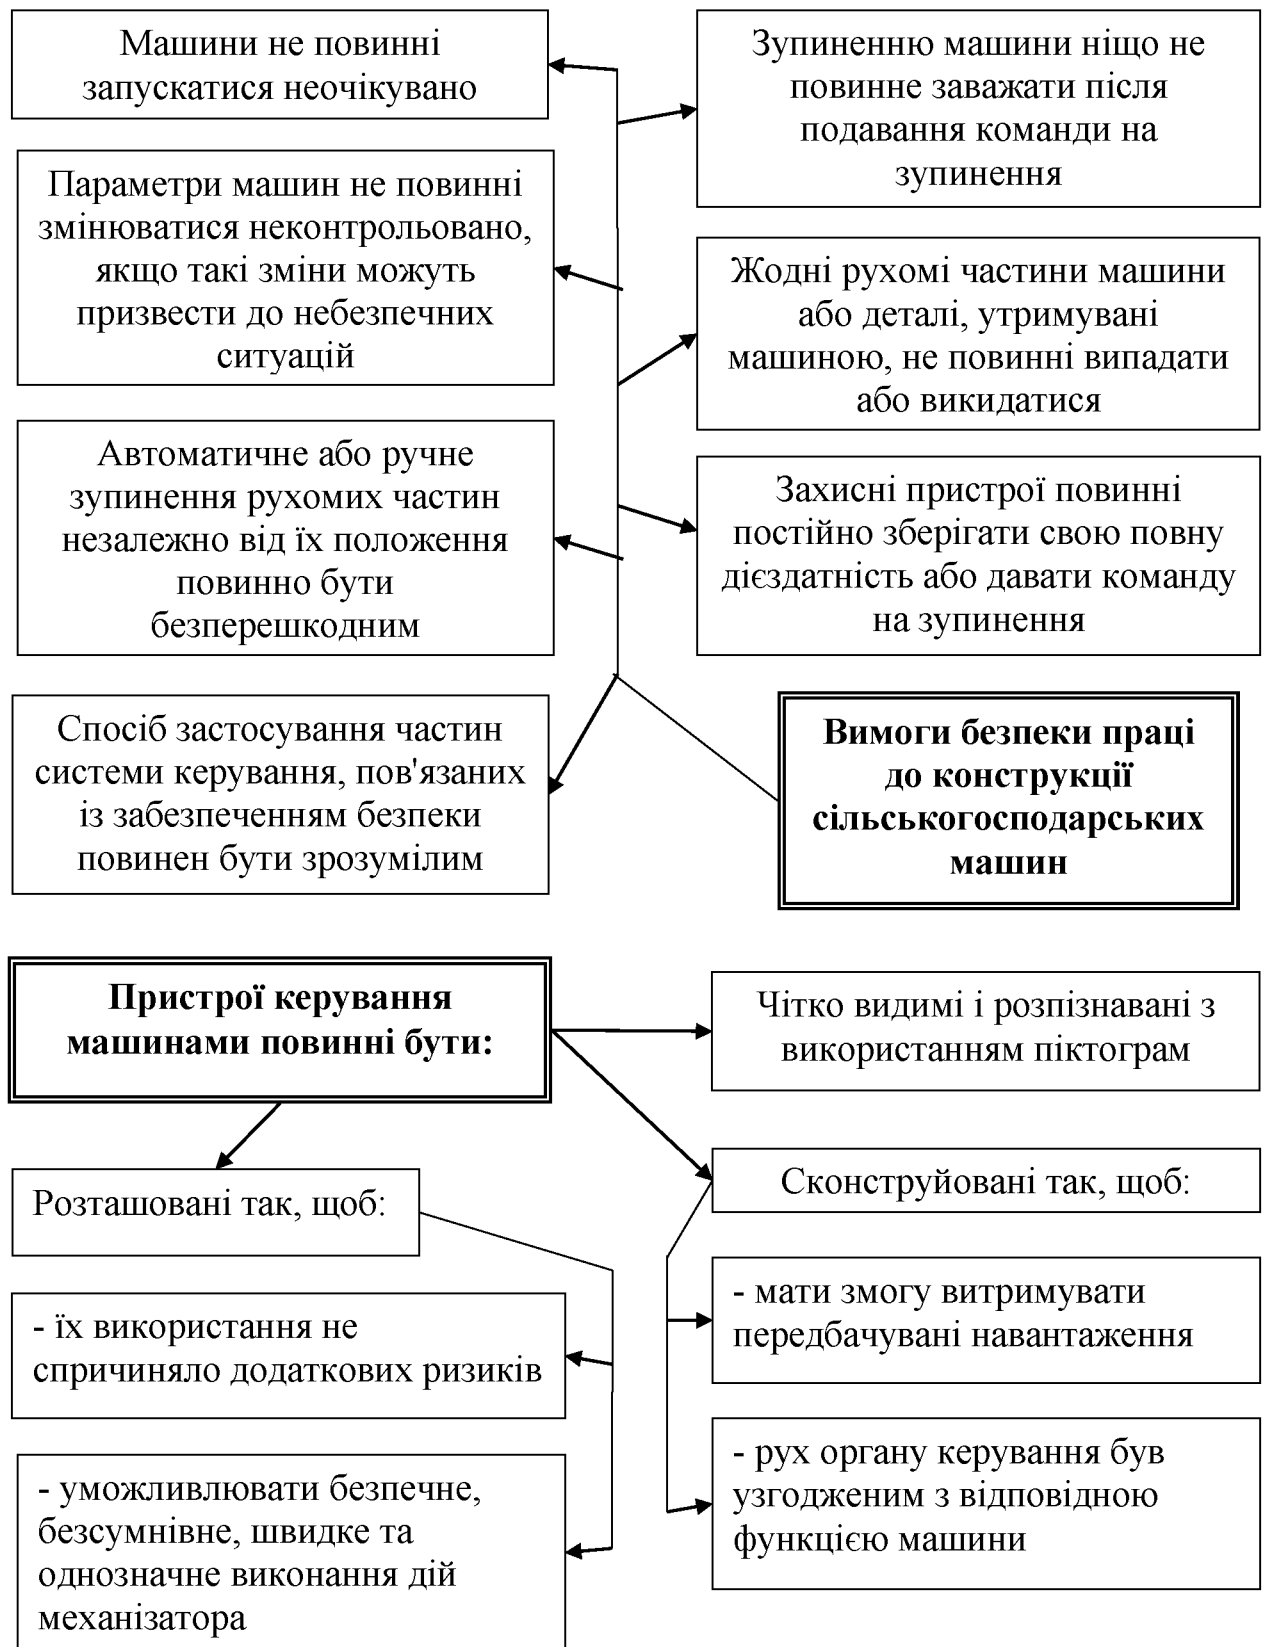 Машини не повинні
запускатися неочікувано
Зупиненню машини ніщо не
повинне заважати після
подавання команди на
зупинення
Параметри машин не повинні
змінюватися неконтрольовано,
якщо такі зміни можуть
призвести до небезпечних
ситуацій
Жодні рухомі частини машини
або деталі, утримувані
машиною, не повинні випадати
або викидатися
Автоматичне або ручне
зупинення рухомих частин
незалежно від їх положення
повинно бути
безперешкодним
Захисні пристрої повинні
постійно зберігати свою повну
дієздатність або давати команду
на зупинення
Спосіб застосування частин
системи керування, пов'язаних
із забезпеченням безпеки
повинен бути зрозумілим
Вимоги безпеки праці
до конструкції
сільськогосподарських
машин
Пристрої керування
машинами повинні бути:
Чітко видимі і розпізнавані з
використанням піктограм
Розташовані так, щоб:
Сконструйовані так, щоб:
- їх використання не
спричиняло додаткових ризиків
- мати змогу витримувати
передбачувані навантаження
- уможливлювати безпечне,
безсумнівне, швидке та
однозначне виконання дій
механізатора
- рух органу керування був
узгодженим з відповідною
функцією машини